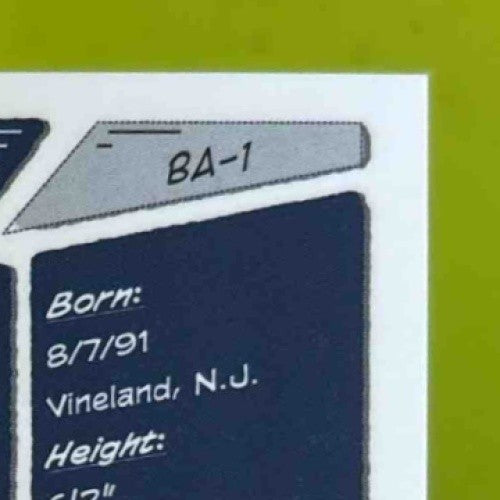 BA-1
Born:
8/7/91
Vineland, N.J.
Height: